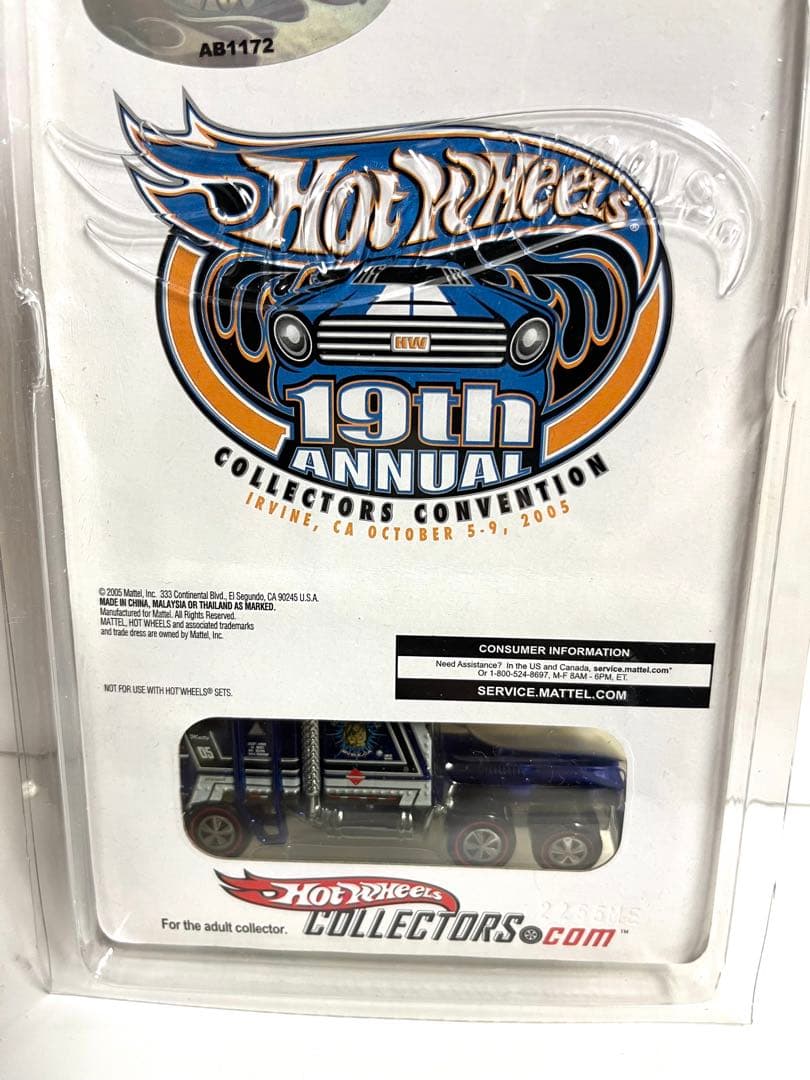 AB1172
HOT WHEELS®
HW
19th
ANNUAL
COLLECTORS CONVENTION
IRVINE, CA OCTOBER 5-9, 2005
© 2005 Mattel, Inc. 333 Continental Blvd., El Segundo, CA 90245 U.S.A.
MADE IN CHINA, MALAYSIA OR THAILAND AS MARKED.
Manufactured for Mattel. All Rights Reserved.
MATTEL, HOT WHEELS and associated trademarks
and trade dress are owned by Mattel, Inc.
CONSUMER INFORMATION
Need Assistance? In the US and Canada, service.mattel.com*
Or 1-800-524-8697, M-F 8AM - 6PM, ET.
SERVICE.MATTEL.COM
NOT FOR USE WITH HOT WHEELS® SETS.
05
HOT WHEELS
For the adult collector.
COLLECTORS.COM™